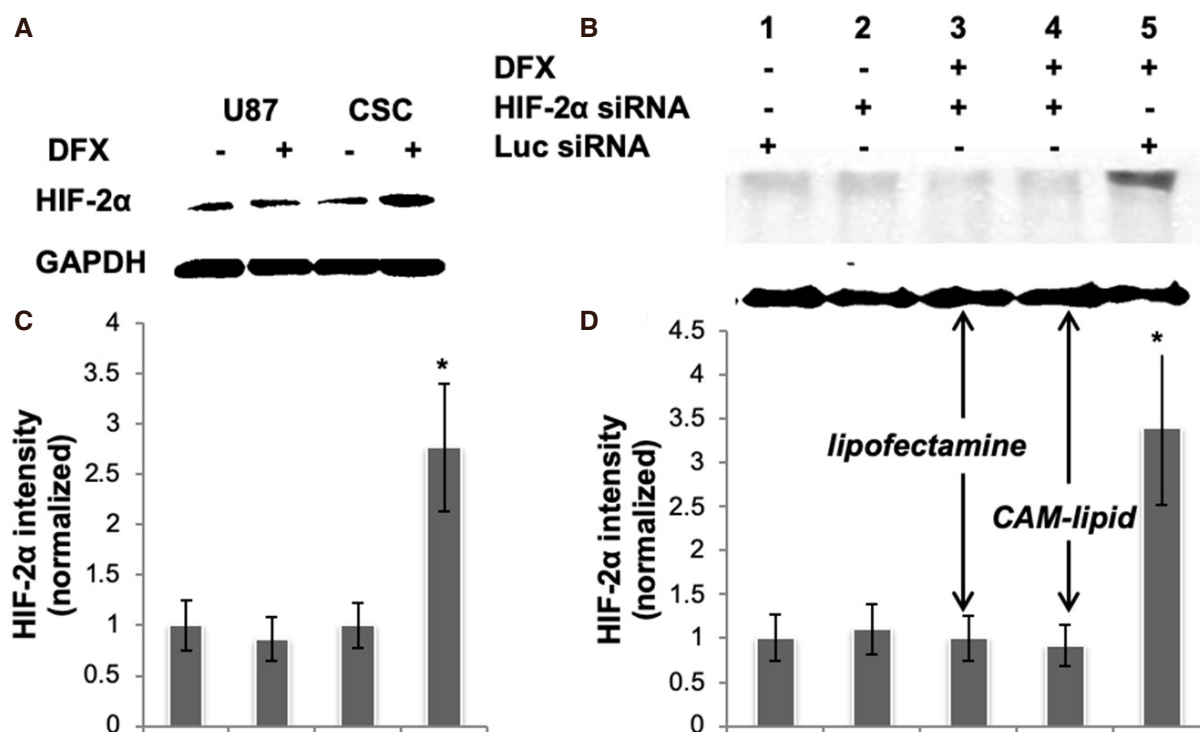 A
U87 CSC
DFX - + - +
HIF-2α
GAPDH
B
1 2 3 4 5
DFX - - + + +
HIF-2α siRNA - + + + -
Luc siRNA + - - - +
-
C
HIF-2α intensity
(normalized)
4
3.5
3
2.5
2
1.5
1
0.5
0
*
D
HIF-2α intensity
(normalized)
4.5
4
3.5
3
2.5
2
1.5
1
0.5
0
*
lipofectamine
CAM-lipid